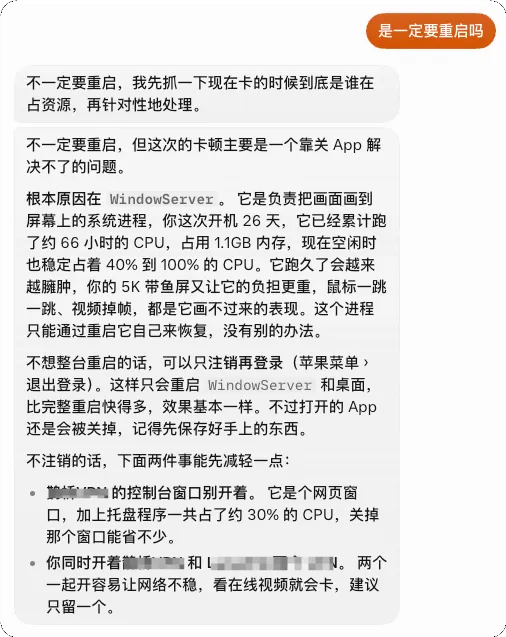 是一定要重启吗
不一定要重启，我先抓一下现在卡的时候到底是谁在
占资源，再针对性地处理。
不一定要重启，但这次的卡顿主要是一个靠关 App 解
决不了的问题。
根本原因在 WindowServer 。 它是负责把画面画到
屏幕上的系统进程，你这次开机 26 天，它已经累计跑
了约 66 小时的 CPU，占用 1.1GB 内存，现在空闲时
也稳定占着 40% 到 100% 的 CPU。它跑久了会越来
越臃肿，你的 5K 带鱼屏又让它的负担更重，鼠标一跳
一跳、视频掉帧，都是它画不过来的表现。这个进程
只能通过重启它自己来恢复，没有别的办法。
不想整台重启的话，可以只注销再登录（苹果菜单 ›
退出登录）。这样只会重启 WindowServer 和桌面，
比完整重启快得多，效果基本一样。不过打开的 App
还是会被关掉，记得先保存好手上的东西。
不注销的话，下面两件事能先减轻一点：
• 的控制台窗口别开着。 它是个网页窗
口，加上托盘程序一共占了约 30% 的 CPU，关掉
那个窗口能省不少。
• 你同时开着 和 。 两个
一起开容易让网络不稳，看在线视频就会卡，建议
只留一个。